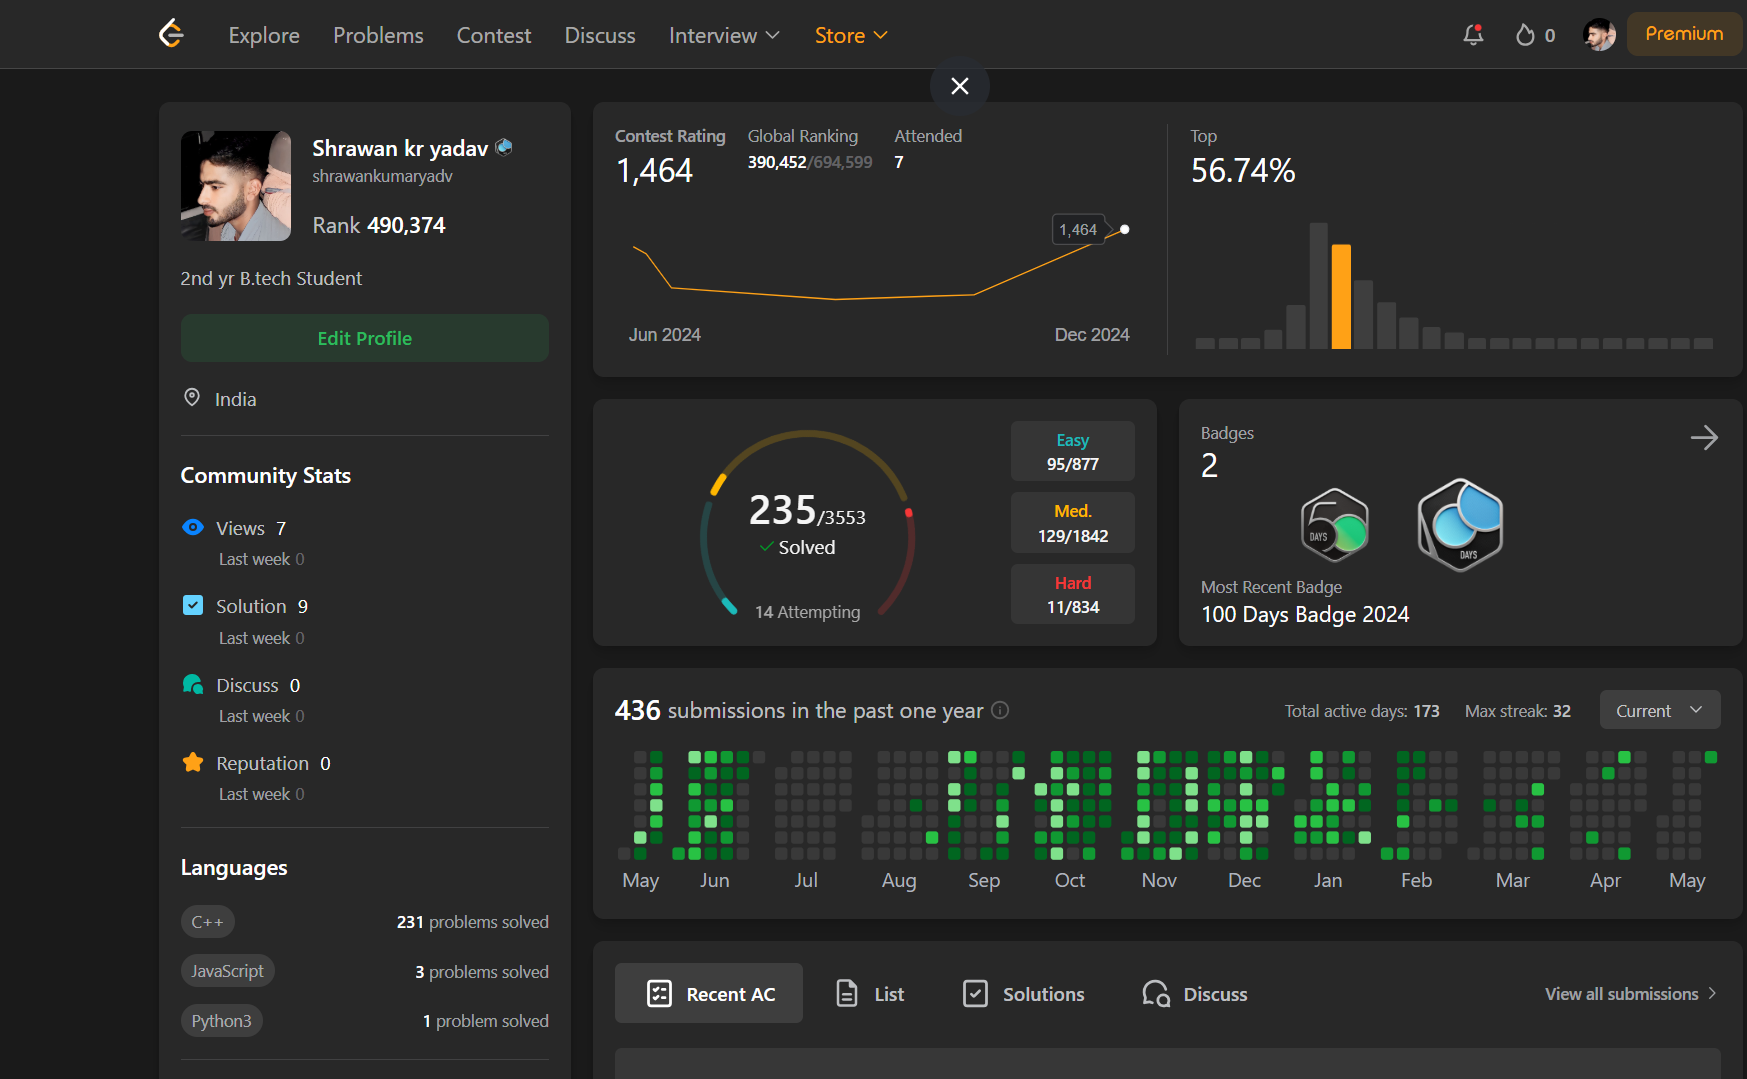 Explore Problems Contest Discuss Interview Store 0 Premium
Shrawan kr yadav
shrawankumaryadv
Rank 490,374
2nd yr B.tech Student
Edit Profile
India
Community Stats
Views 7
Last week 0
Solution 9
Last week 0
Discuss 0
Last week 0
Reputation 0
Last week 0
Languages
C++ 231 problems solved
JavaScript 3 problems solved
Python3 1 problem solved
Contest Rating Global Ranking Attended
1,464 390,452/694,599 7
1,464
Jun 2024 Dec 2024
Top
56.74%
235/3553
Solved
14 Attempting
Easy
95/877
Med.
129/1842
Hard
11/834
Badges
2
50 DAYS
DAYS
Most Recent Badge
100 Days Badge 2024
436 submissions in the past one year Total active days: 173 Max streak: 32 Current
May Jun Jul Aug Sep Oct Nov Dec Jan Feb Mar Apr May
Recent AC List Solutions Discuss View all submissions